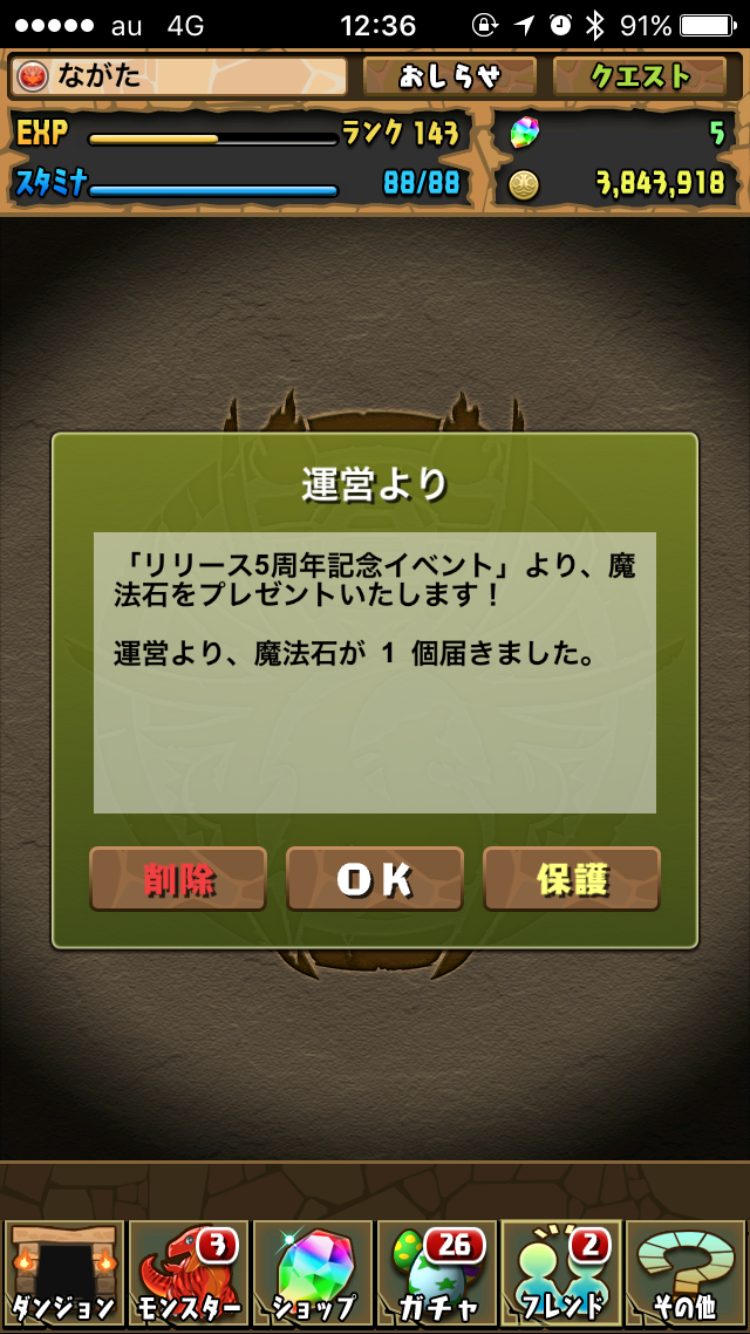 au 4G 12:36 91%
ながた おしらせ クエスト
EXP ランク 143 5
スタミナ 88/88 3,843,918
運営より
「リリース5周年記念イベント」より、魔
法石をプレゼントいたします!
運営より、魔法石が 1 個届きました。
削除 OK 保護
3 26 2
ダンジョン モンスター ショップ ガチャ フレンド その他